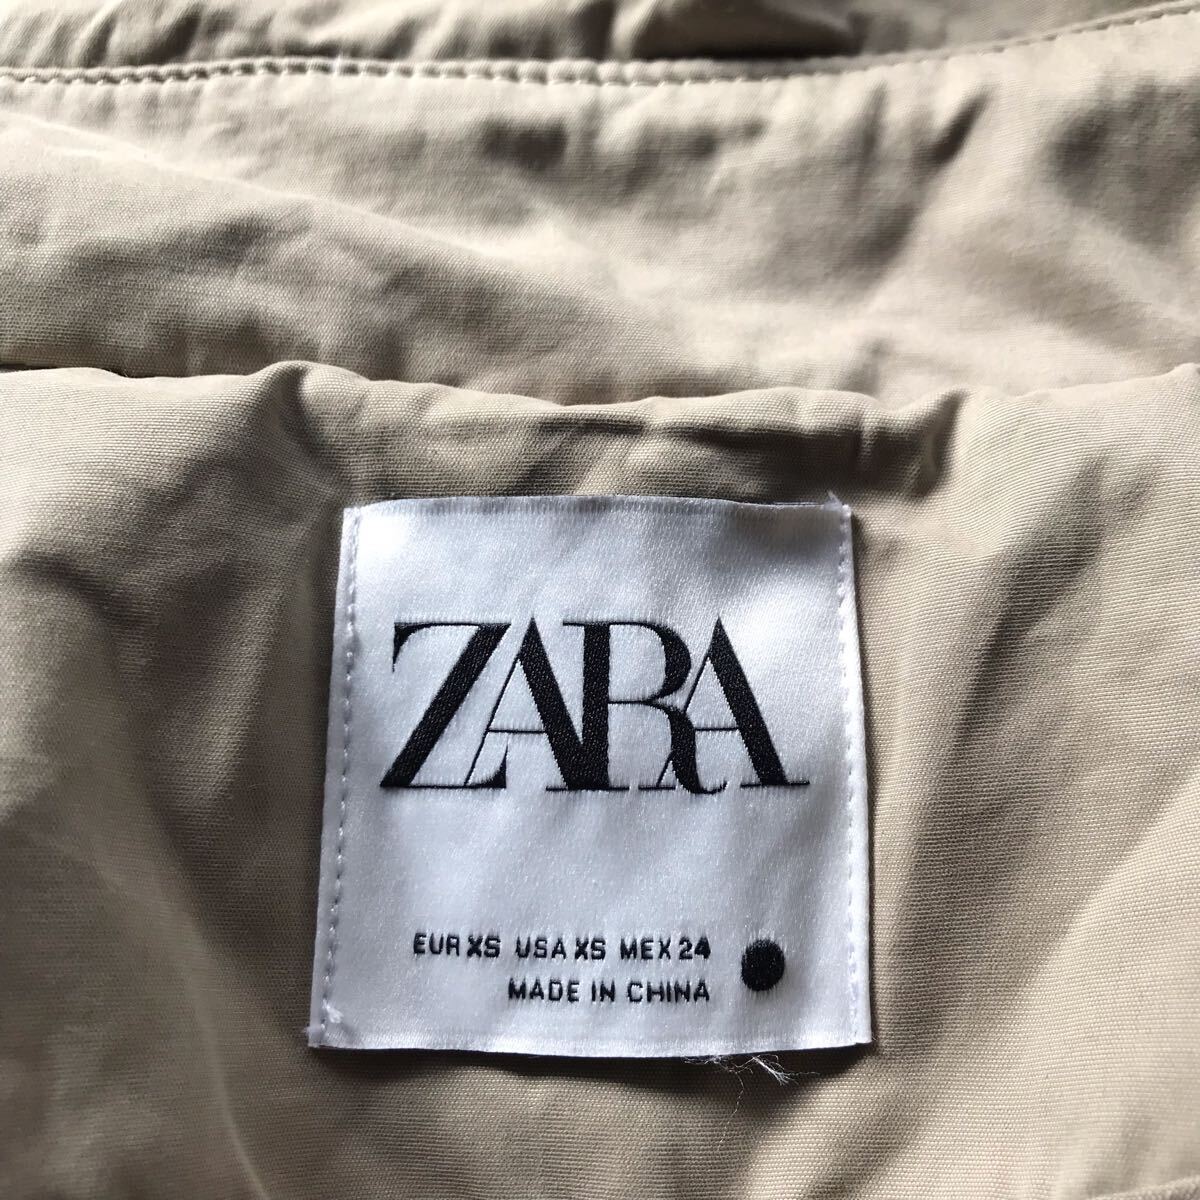 ZARA
EUR XS USA XS MEX 24
MADE IN CHINA